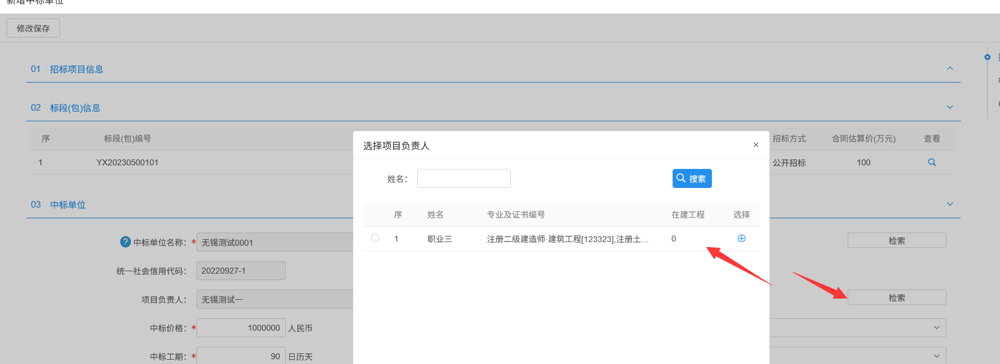 新增中标单位
修改保存
01 招标项目信息
02 标段(包)信息
序 标段(包)编号 招标方式 合同估算价(万元) 查看
1 YX20230500101 公开招标 100
选择项目负责人 ×
姓名： 搜索
序 姓名 专业及证书编号 在建工程 选择
1 职业三 注册二级建造师·建筑工程[123323],注册土... 0
03 中标单位
? 中标单位名称：* 无锡测试0001 检索
统一社会信用代码： 20220927-1
项目负责人： 无锡测试一 检索
中标价格：* 1000000 人民币
中标工期：* 90 日历天